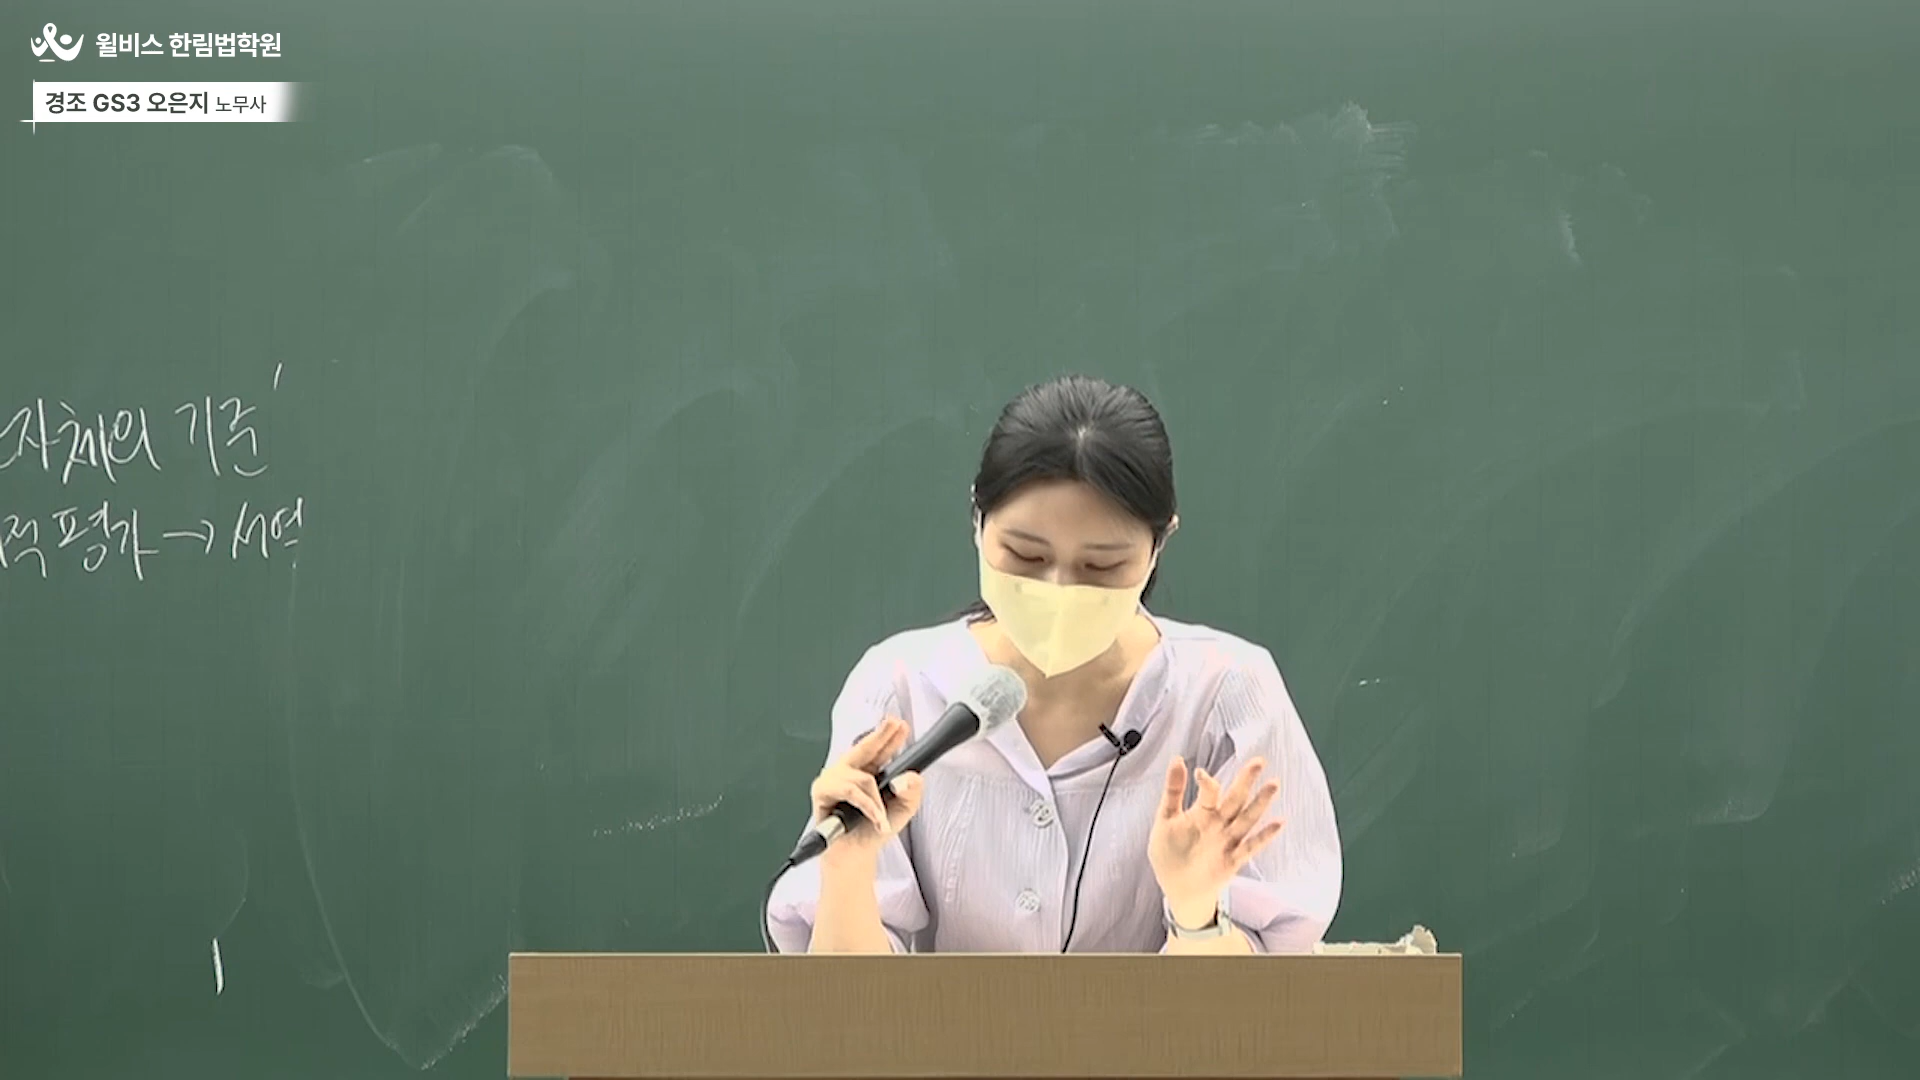 윌비스 한림법학원
경조 GS3 오은지 노무사
자체의 기준'
적 평가 → 서열